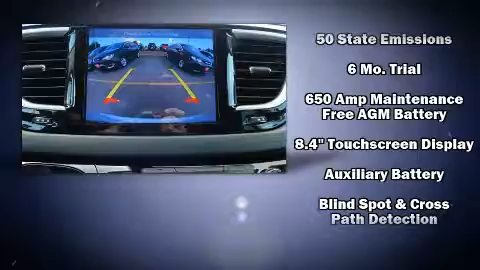 50 State Emissions
6 Mo. Trial
650 Amp Maintenance
Free AGM Battery
8.4" Touchscreen Display
Auxiliary Battery
Blind Spot & Cross
Path Detection